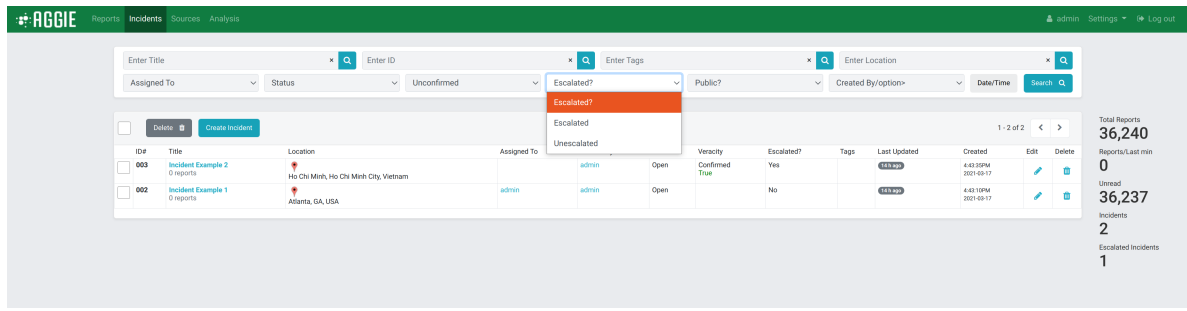 AGGIE Reports Incidents Sources Analysis admin Settings Log out
Enter Title × Enter ID × Enter Tags × Enter Location ×
Assigned To Status Unconfirmed Escalated? Public? Created By/option> Date/Time Search
Escalated?
Escalated
Unescalated
Delete Create Incident 1 - 2 of 2 < >
ID# Title Location Assigned To Veracity Escalated? Tags Last Updated Created Edit Delete
003 Incident Example 2 admin Open Confirmed Yes 14 h ago 4:43:35PM
0 reports Ho Chi Minh, Ho Chi Minh City, Vietnam True 2021-03-17
002 Incident Example 1 admin admin Open No 14 h ago 4:43:10PM
0 reports Atlanta, GA, USA 2021-03-17
Total Reports
36,240
Reports/Last min
0
Unread
36,237
Incidents
2
Escalated Incidents
1